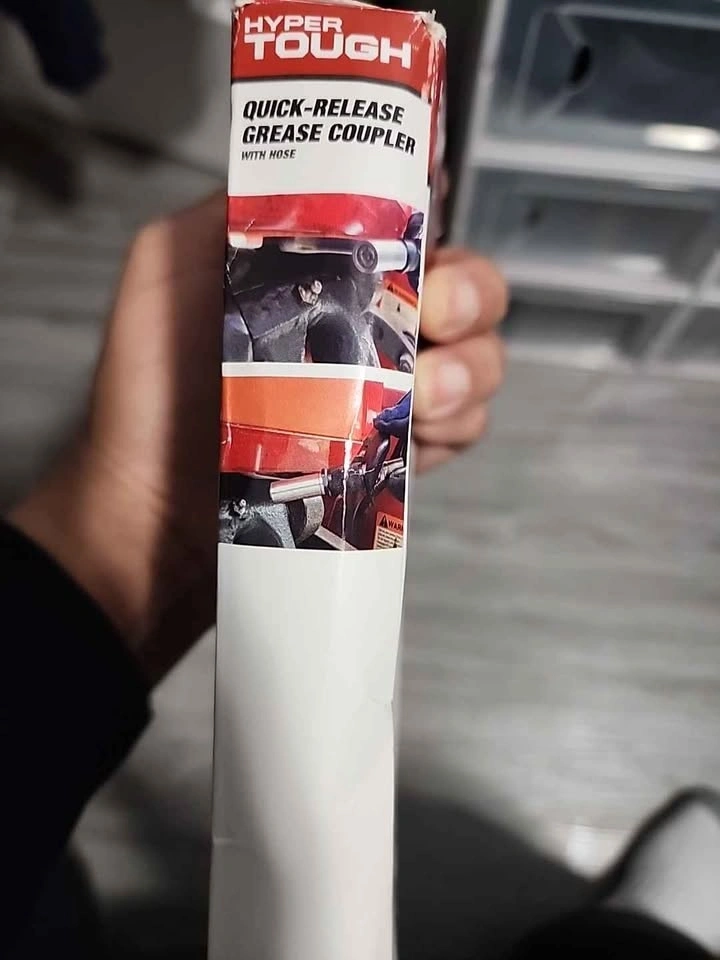 HYPER
TOUGH
QUICK-RELEASE
GREASE COUPLER
WITH HOSE